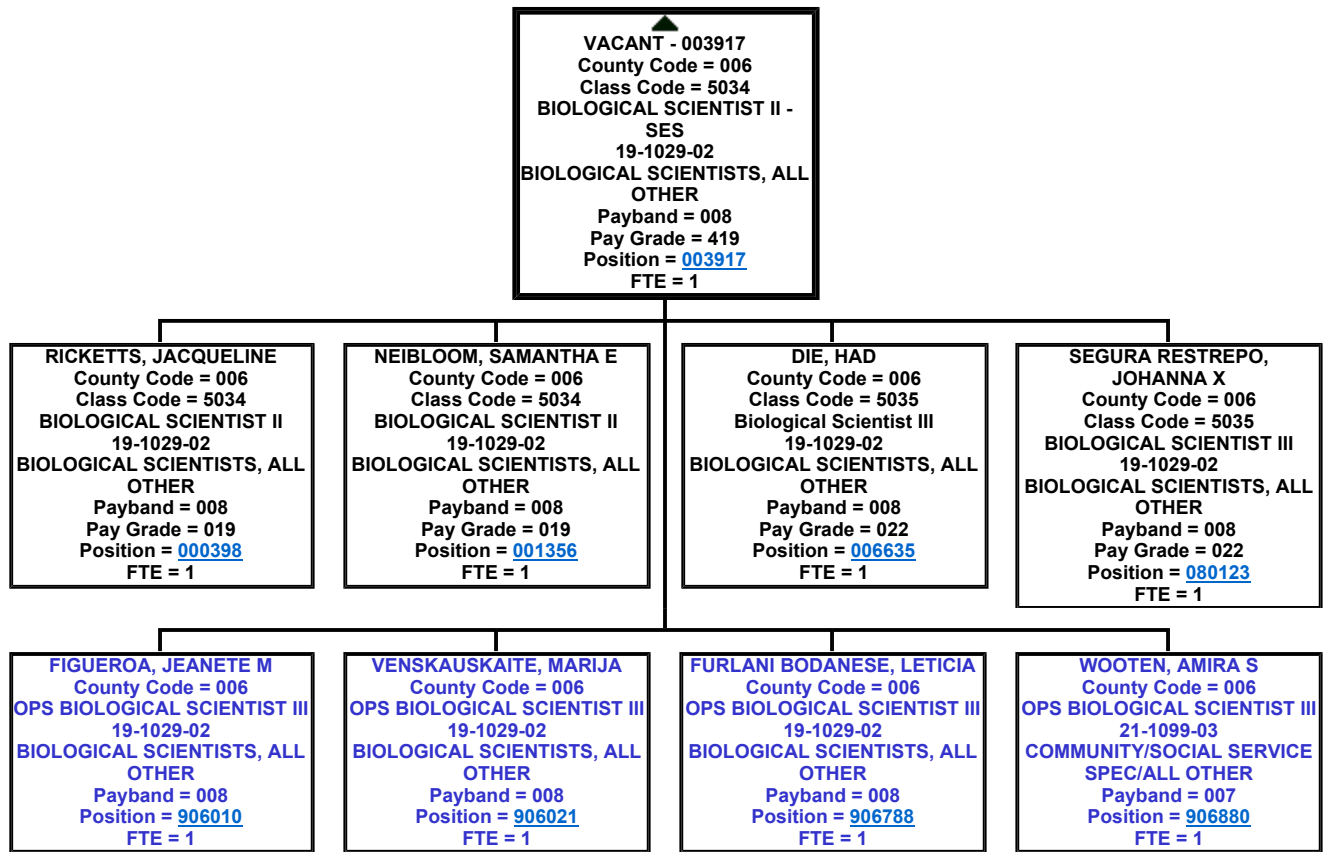 VACANT - 003917
County Code = 006
Class Code = 5034
BIOLOGICAL SCIENTIST II -
SES
19-1029-02
BIOLOGICAL SCIENTISTS, ALL
OTHER
Payband = 008
Pay Grade = 419
Position = 003917
FTE = 1
RICKETTS, JACQUELINE
County Code = 006
Class Code = 5034
BIOLOGICAL SCIENTIST II
19-1029-02
BIOLOGICAL SCIENTISTS, ALL
OTHER
Payband = 008
Pay Grade = 019
Position = 000398
FTE = 1
NEIBLOOM, SAMANTHA E
County Code = 006
Class Code = 5034
BIOLOGICAL SCIENTIST II
19-1029-02
BIOLOGICAL SCIENTISTS, ALL
OTHER
Payband = 008
Pay Grade = 019
Position = 001356
FTE = 1
DIE, HAD
County Code = 006
Class Code = 5035
Biological Scientist III
19-1029-02
BIOLOGICAL SCIENTISTS, ALL
OTHER
Payband = 008
Pay Grade = 022
Position = 006635
FTE = 1
SEGURA RESTREPO,
JOHANNA X
County Code = 006
Class Code = 5035
BIOLOGICAL SCIENTIST III
19-1029-02
BIOLOGICAL SCIENTISTS, ALL
OTHER
Payband = 008
Pay Grade = 022
Position = 080123
FTE = 1
FIGUEROA, JEANETE M
County Code = 006
OPS BIOLOGICAL SCIENTIST III
19-1029-02
BIOLOGICAL SCIENTISTS, ALL
OTHER
Payband = 008
Position = 906010
FTE = 1
VENSKAUSKAITE, MARIJA
County Code = 006
OPS BIOLOGICAL SCIENTIST III
19-1029-02
BIOLOGICAL SCIENTISTS, ALL
OTHER
Payband = 008
Position = 906021
FTE = 1
FURLANI BODANESE, LETICIA
County Code = 006
OPS BIOLOGICAL SCIENTIST III
19-1029-02
BIOLOGICAL SCIENTISTS, ALL
OTHER
Payband = 008
Position = 906788
FTE = 1
WOOTEN, AMIRA S
County Code = 006
OPS BIOLOGICAL SCIENTIST III
21-1099-03
COMMUNITY/SOCIAL SERVICE
SPEC/ALL OTHER
Payband = 007
Position = 906880
FTE = 1